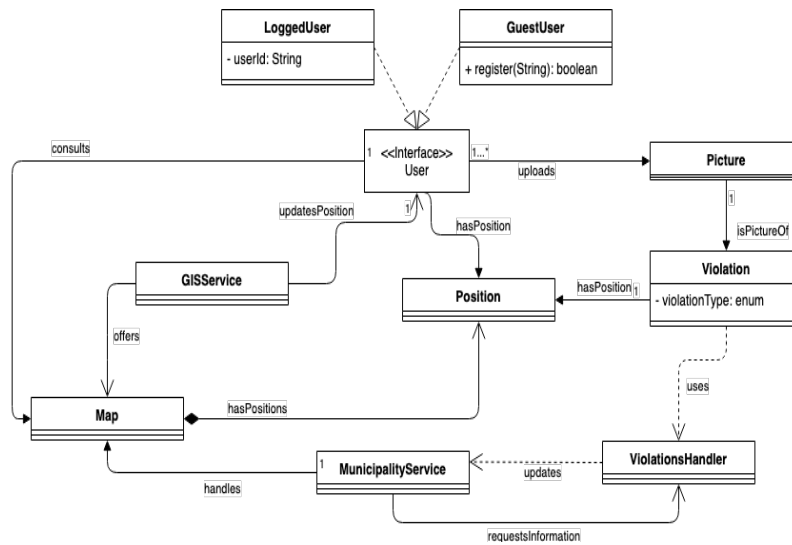 LoggedUser
- userId: String
GuestUser
+ register(String): boolean
consults
1
<<Interface>>
User
1...*
uploads
Picture
1
isPictureOf
updatesPosition
1
hasPosition
GISService
Position
hasPosition
1
Violation
- violationType: enum
offers
uses
Map
hasPositions
1
MunicipalityService
updates
ViolationsHandler
handles
requestsInformation